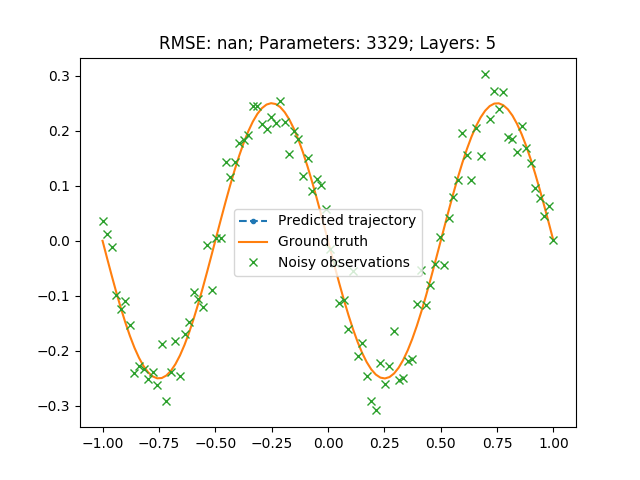 RMSE: nan; Parameters: 3329; Layers: 5
0.3
0.2
0.1
0.0
−0.1
−0.2
−0.3
Predicted trajectory
Ground truth
Noisy observations
−1.00 −0.75 −0.50 −0.25 0.00 0.25 0.50 0.75 1.00